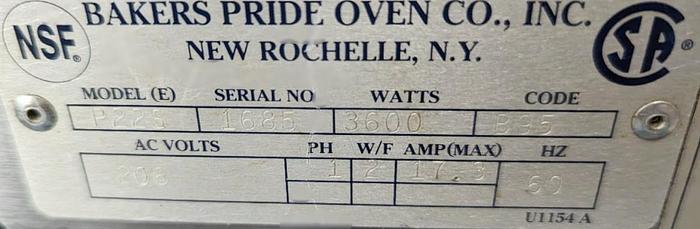 NSF®
BAKERS PRIDE OVEN CO., INC.
NEW ROCHELLE, N.Y.
SA®
MODEL (E) SERIAL NO WATTS CODE
P22S 1685 3600 B95
AC VOLTS PH W/F AMP(MAX) HZ
208 1 2 17.3 60
U1154 A